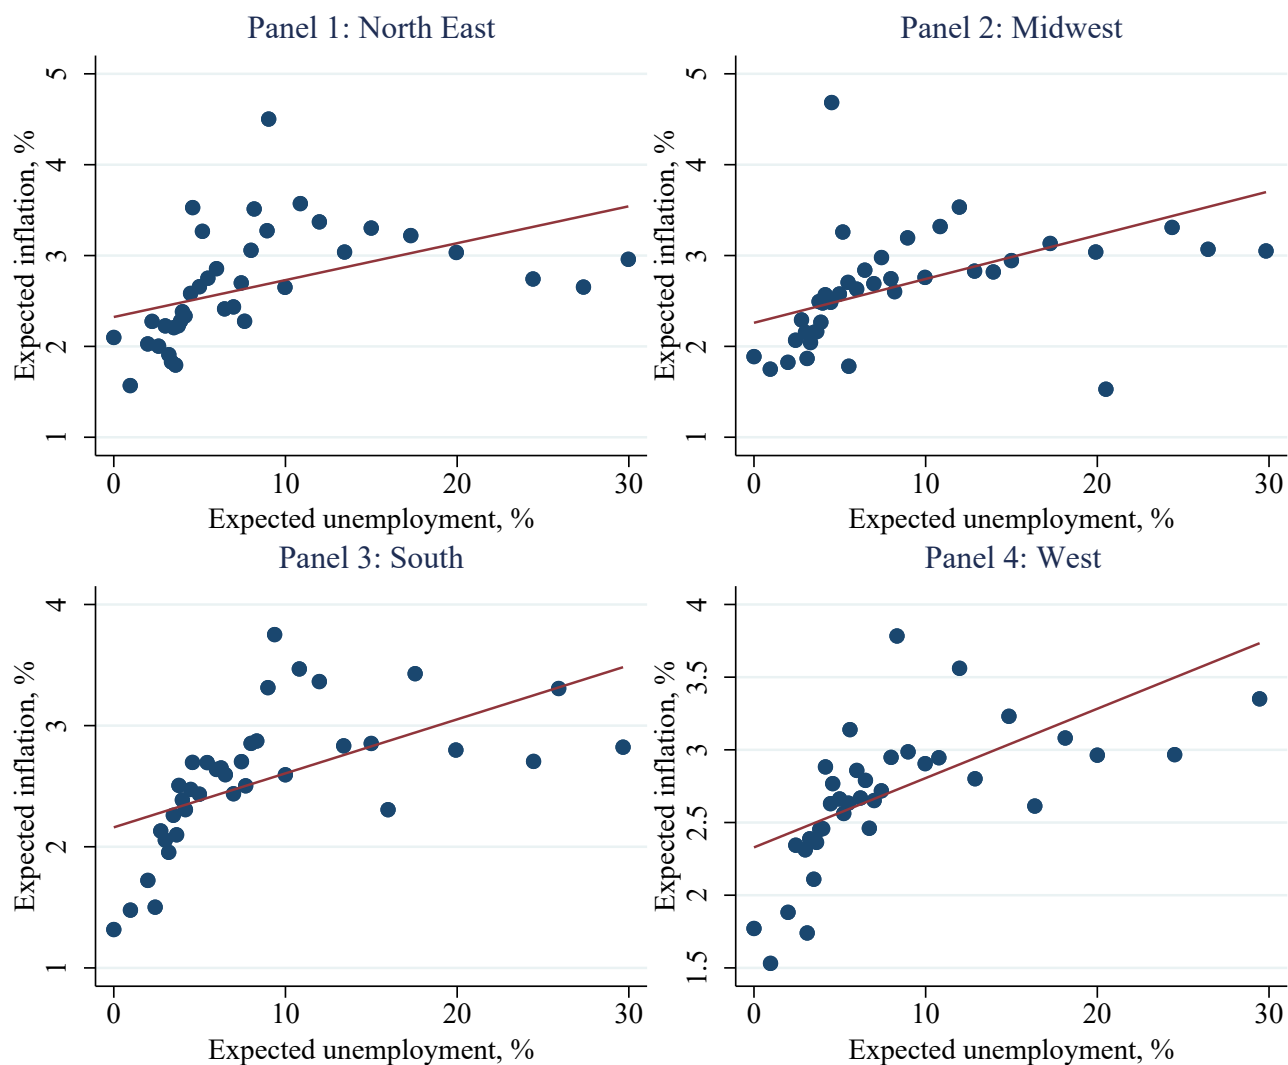 Panel 1: North East
Expected inflation, %
5
4
3
2
1
0 10 20 30
Expected unemployment, %
Panel 2: Midwest
Expected inflation, %
5
4
3
2
1
0 10 20 30
Expected unemployment, %
Panel 3: South
Expected inflation, %
4
3
2
1
0 10 20 30
Expected unemployment, %
Panel 4: West
Expected inflation, %
4
3.5
3
2.5
2
1.5
0 10 20 30
Expected unemployment, %